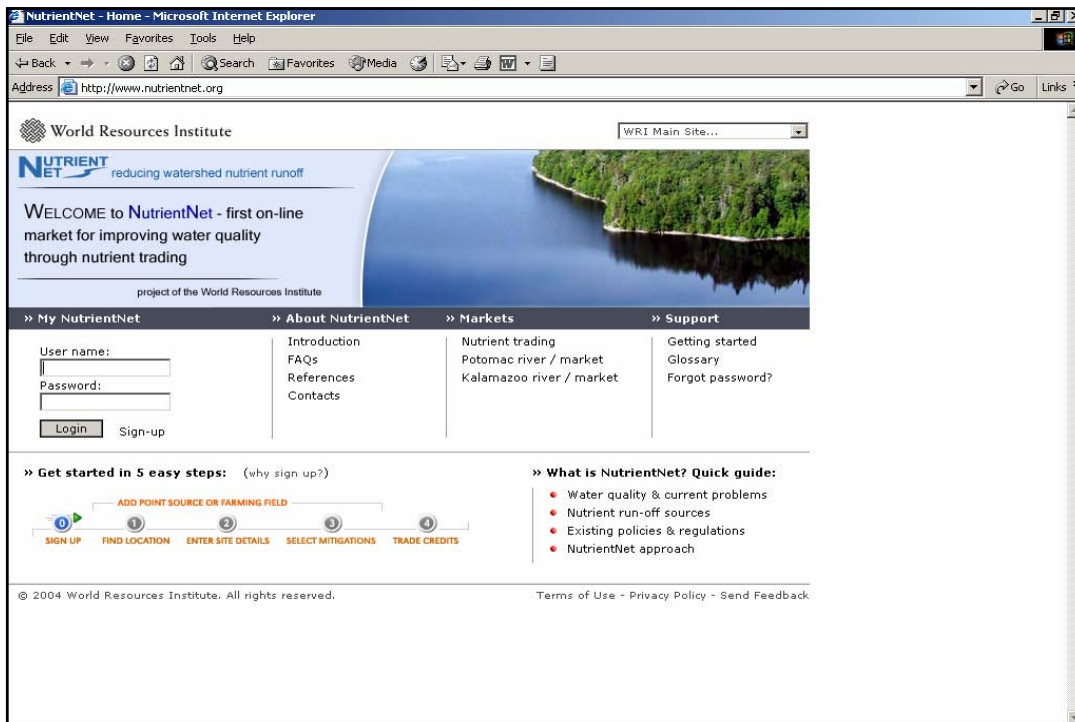 NutrientNet - Home - Microsoft Internet Explorer
File Edit View Favorites Tools Help
Back Search Favorites Media
Address http://www.nutrientnet.org Go Links
World Resources Institute
WRI Main Site...
NUTRIENT NET reducing watershed nutrient runoff
WELCOME to NutrientNet - first on-line
market for improving water quality
through nutrient trading
project of the World Resources Institute
» My NutrientNet » About NutrientNet » Markets » Support
User name:
Password:
Login Sign-up
Introduction
FAQs
References
Contacts
Nutrient trading
Potomac river / market
Kalamazoo river / market
Getting started
Glossary
Forgot password?
» Get started in 5 easy steps: (why sign up?)
ADD POINT SOURCE OR FARMING FIELD
0 1 2 3 4
SIGN UP FIND LOCATION ENTER SITE DETAILS SELECT MITIGATIONS TRADE CREDITS
» What is NutrientNet? Quick guide:
Water quality & current problems
Nutrient run-off sources
Existing policies & regulations
NutrientNet approach
© 2004 World Resources Institute. All rights reserved.
Terms of Use - Privacy Policy - Send Feedback